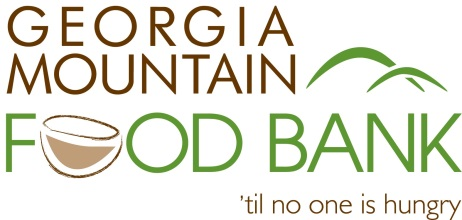 GEORGIA
MOUNTAIN
FOOD BANK
'til no one is hungry